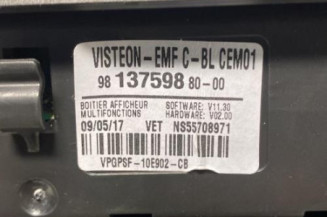 VISTEON-EMF C-BL CEM01
98 137598 80-00
BOITIER AFFICHEUR SOFTWARE: V11.30
MULTIFONCTIONS HARDWARE: V02.00
09/05/17 VET NS55708971
VPGPSF-10E902-CB